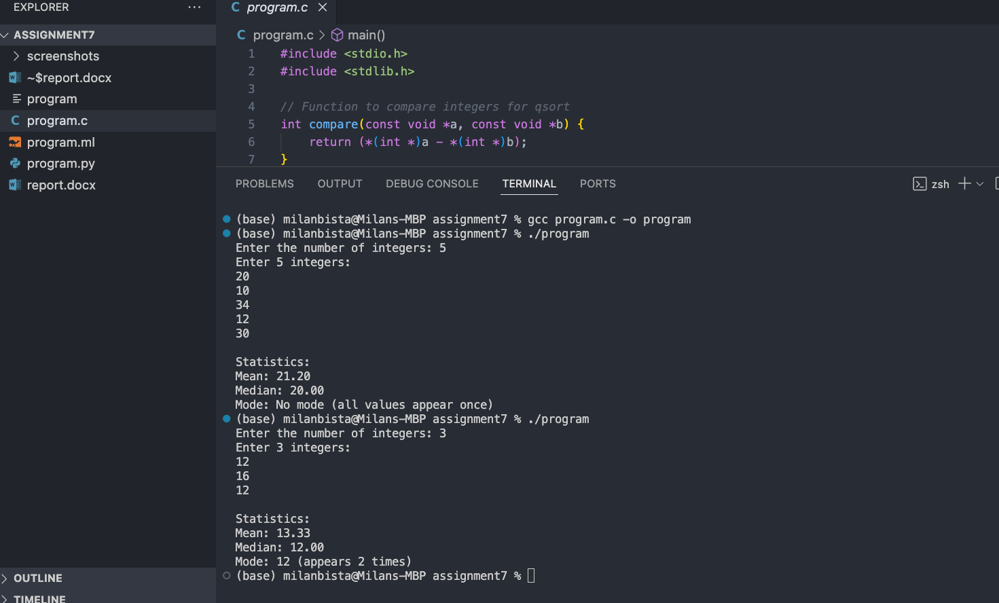 EXPLORER ···
ASSIGNMENT7
screenshots
~$report.docx
program
program.c
program.ml
program.py
report.docx
OUTLINE
TIMELINE
program.c
program.c > main()
1 #include <stdio.h>
2 #include <stdlib.h>
3
4 // Function to compare integers for qsort
5 int compare(const void *a, const void *b) {
6 return (*(int *)a - *(int *)b);
7 }
PROBLEMS OUTPUT DEBUG CONSOLE TERMINAL PORTS
zsh
(base) milanbista@Milans-MBP assignment7 % gcc program.c -o program
(base) milanbista@Milans-MBP assignment7 % ./program
Enter the number of integers: 5
Enter 5 integers:
20
10
34
12
30
Statistics:
Mean: 21.20
Median: 20.00
Mode: No mode (all values appear once)
(base) milanbista@Milans-MBP assignment7 % ./program
Enter the number of integers: 3
Enter 3 integers:
12
16
12
Statistics:
Mean: 13.33
Median: 12.00
Mode: 12 (appears 2 times)
(base) milanbista@Milans-MBP assignment7 %